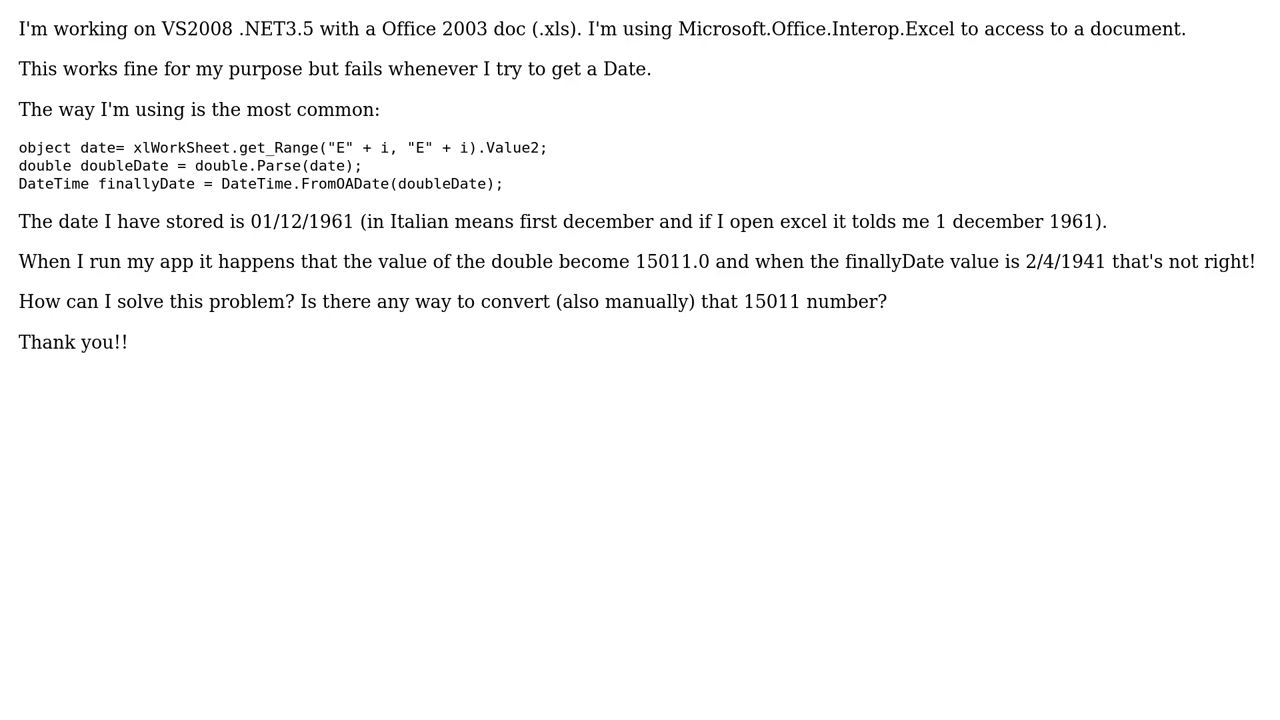 I'm working on VS2008 .NET3.5 with a Office 2003 doc (.xls). I'm using Microsoft.Office.Interop.Excel to access to a document.
This works fine for my purpose but fails whenever I try to get a Date.
The way I'm using is the most common:
object date= xlWorkSheet.get_Range("E" + i, "E" + i).Value2;
double doubleDate = double.Parse(date);
DateTime finallyDate = DateTime.FromOADate(doubleDate);
The date I have stored is 01/12/1961 (in Italian means first december and if I open excel it tolds me 1 december 1961).
When I run my app it happens that the value of the double become 15011.0 and when the finallyDate value is 2/4/1941 that's not right!
How can I solve this problem? Is there any way to convert (also manually) that 15011 number?
Thank you!!